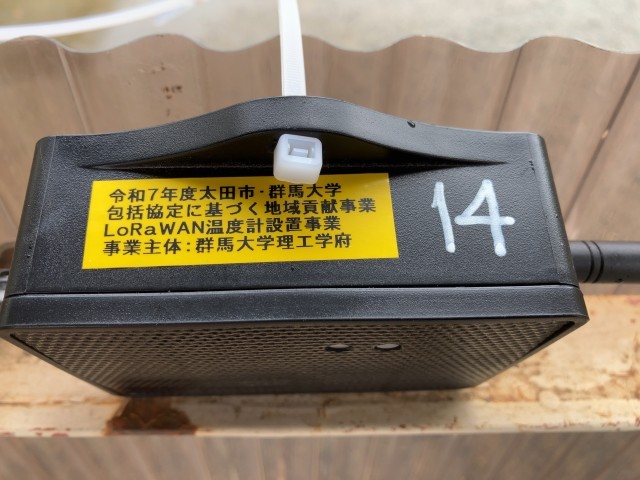 令和7年度太田市・群馬大学
包括協定に基づく地域貢献事業
LoRaWAN温度計設置事業
事業主体:群馬大学理工学府
14